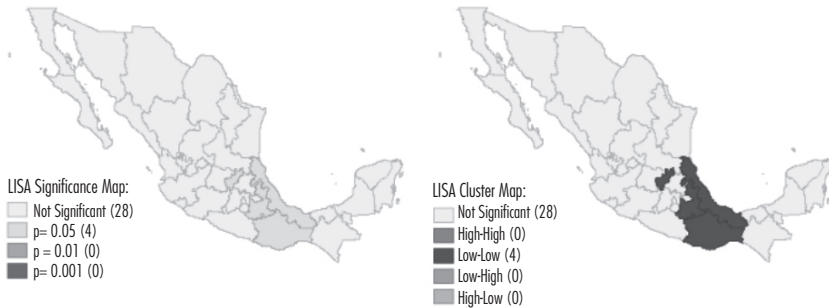 LISA Significance Map:
Not Significant (28)
p= 0.05 (4)
p= 0.01 (0)
p= 0.001 (0)
LISA Cluster Map:
Not Significant (28)
High-High (0)
Low-Low (4)
Low-High (0)
High-Low (0)